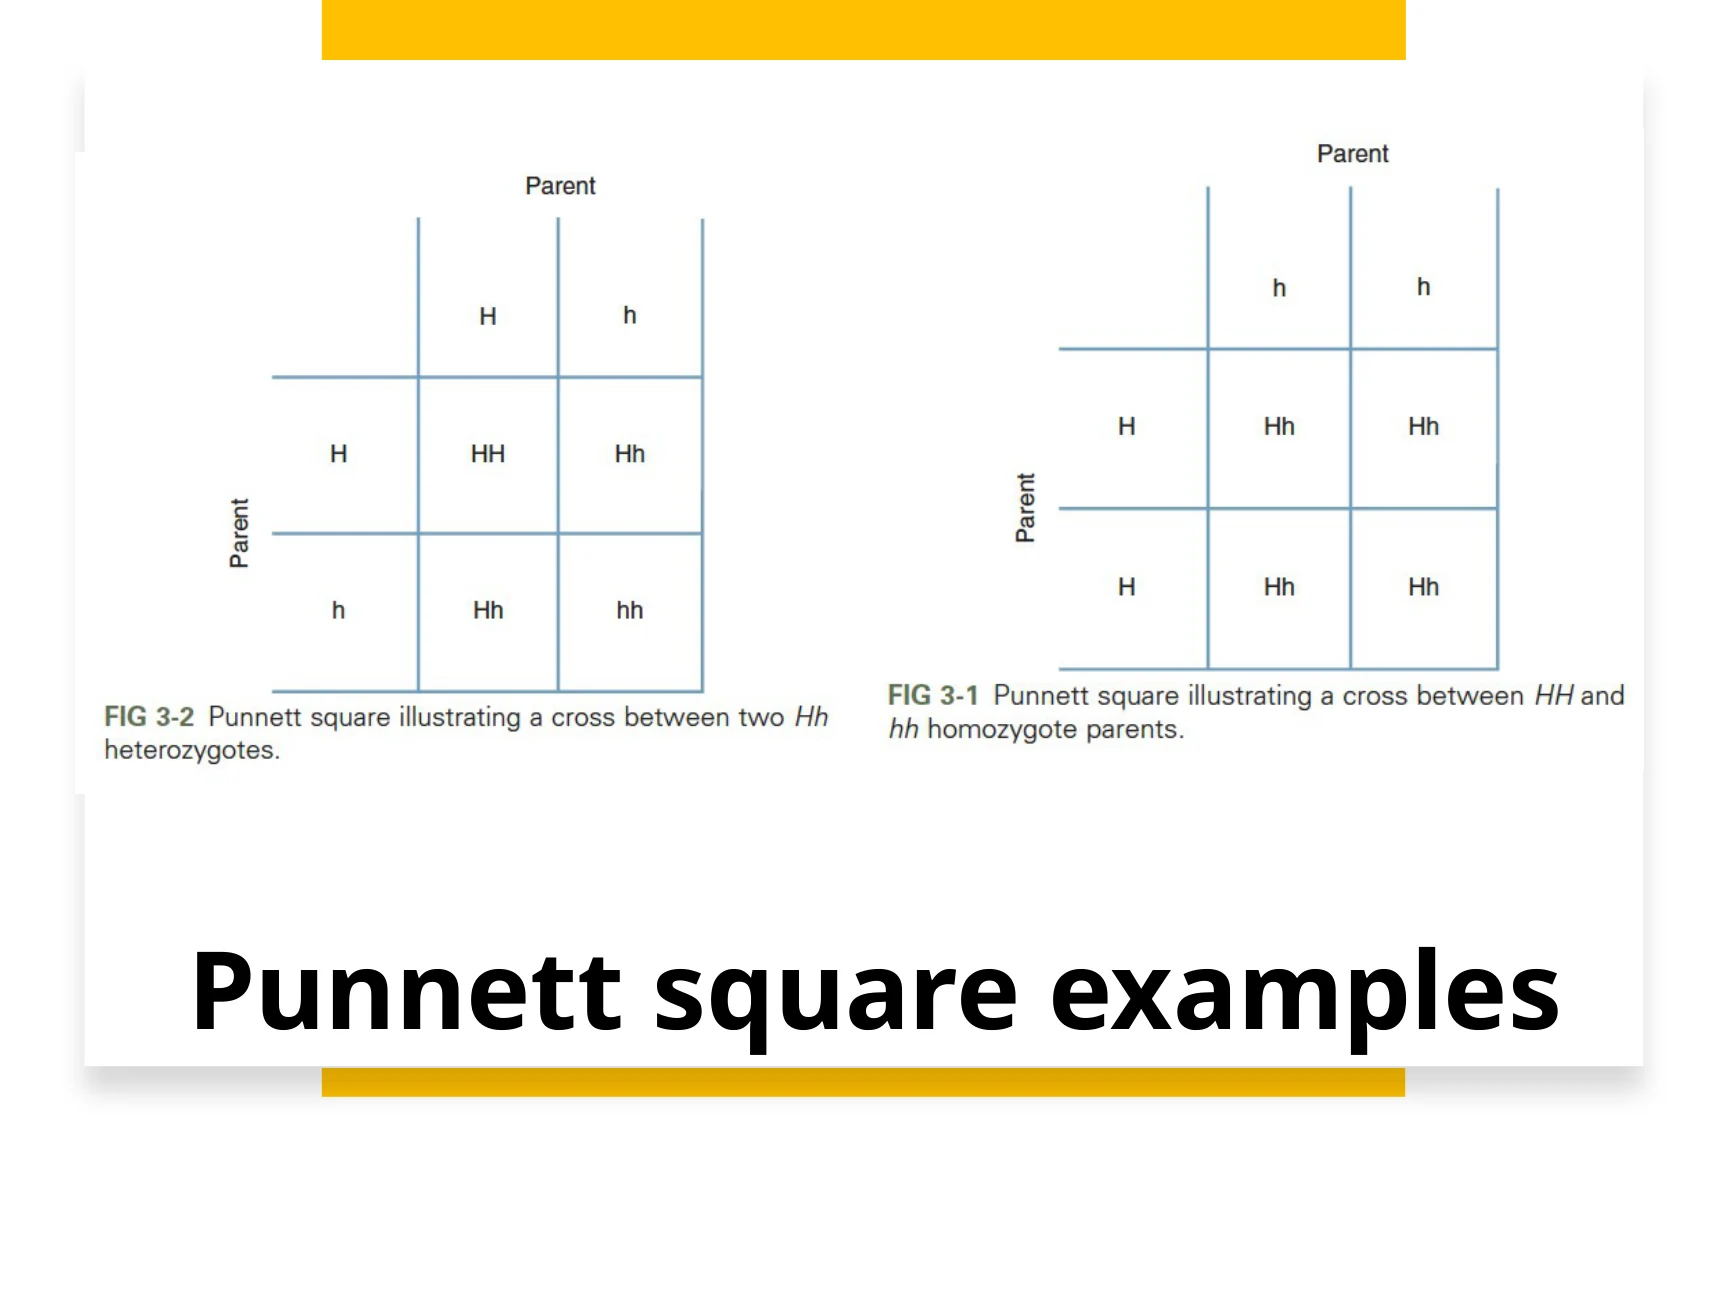 Parent
H h
H HH Hh
Parent
h Hh hh
FIG 3-2 Punnett square illustrating a cross between two Hh
heterozygotes.
Parent
h h
H Hh Hh
Parent
H Hh Hh
FIG 3-1 Punnett square illustrating a cross between HH and
hh homozygote parents.
Punnett square examples